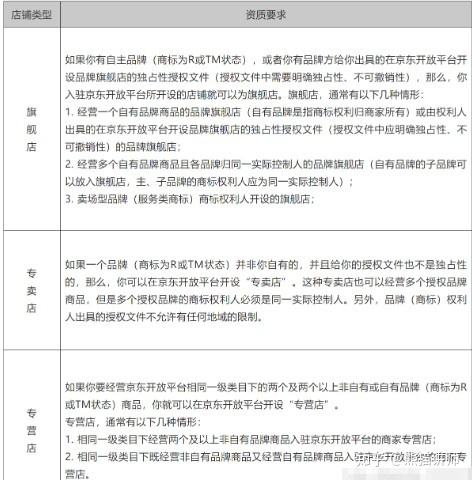 店铺类型 资质要求
旗舰店
如果你有自主品牌（商标为R或TM状态），或者你有品牌方给你出具的在京东开放平台开
设品牌旗舰店的独占性授权文件（授权文件中需要明确独占性、不可撤销性），那么，你
入驻京东开放平台所开设的店铺就可以为旗舰店。旗舰店，通常有以下几种情形：
1. 经营一个自有品牌商品的品牌旗舰店（自有品牌是指商标权利归商家所有）或由权利人
出具的在京东开放平台开设品牌旗舰店的独占性授权文件（授权文件中应明确独占性、不
可撤销性）的品牌旗舰店；
2. 经营多个自有品牌商品且各品牌归同一实际控制人的品牌旗舰店（自有品牌的子品牌可
以放入旗舰店，主、子品牌的商标权利人应为同一实际控制人）；
3. 卖场型品牌（服务类商标）商标权利人开设的旗舰店；
专卖店
如果一个品牌（商标为R或TM状态）并非你自有的，并且给你的授权文件也不是独占性
的，那么，你可以在京东开放平台开设“专卖店”。这种专卖店也可以经营多个授权品牌
商品，但是多个授权品牌的商标权利人必须是同一实际控制人。另外，品牌（商标）权利
人出具的授权文件不允许有任何地域的限制。
专营店
如果你要经营京东开放平台相同一级类目下的两个及两个以上非自有或自有品牌（商标为R
或TM状态）商品，你就可以在京东开放平台开设“专营店”。
专营店，通常有以下几种情形：
1. 相同一级类目下经营两个及以上非自有品牌商品入驻京东开放平台的商家专营店；
2. 相同一级类目下既经营非自有品牌商品又经营自有品牌商品入
营店。
知乎